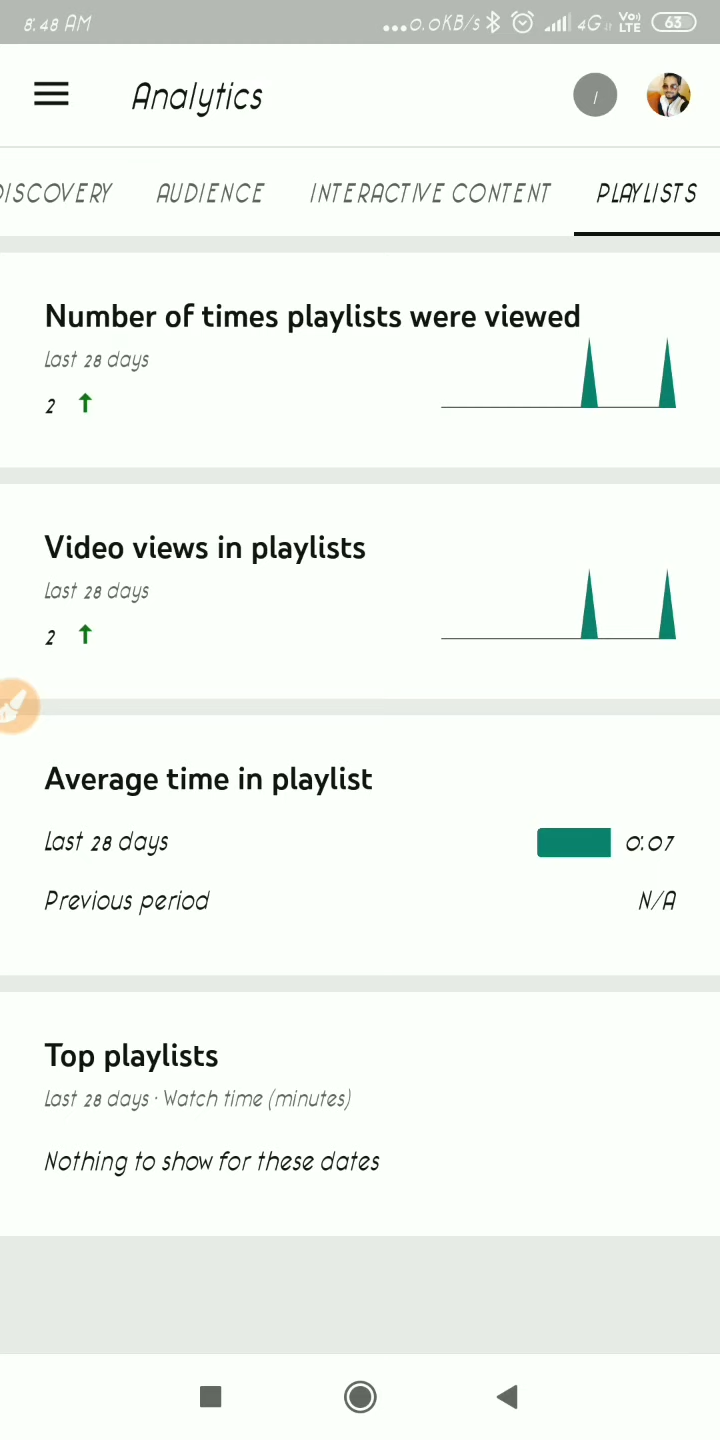 8:48 AM
...0.0KB/s 4G Vo) LTE 63
Analytics
I
DISCOVERY AUDIENCE INTERACTIVE CONTENT PLAYLISTS
Number of times playlists were viewed
Last 28 days
2
Video views in playlists
Last 28 days
2
Average time in playlist
Last 28 days 0:07
Previous period N/A
Top playlists
Last 28 days · Watch time (minutes)
Nothing to show for these dates